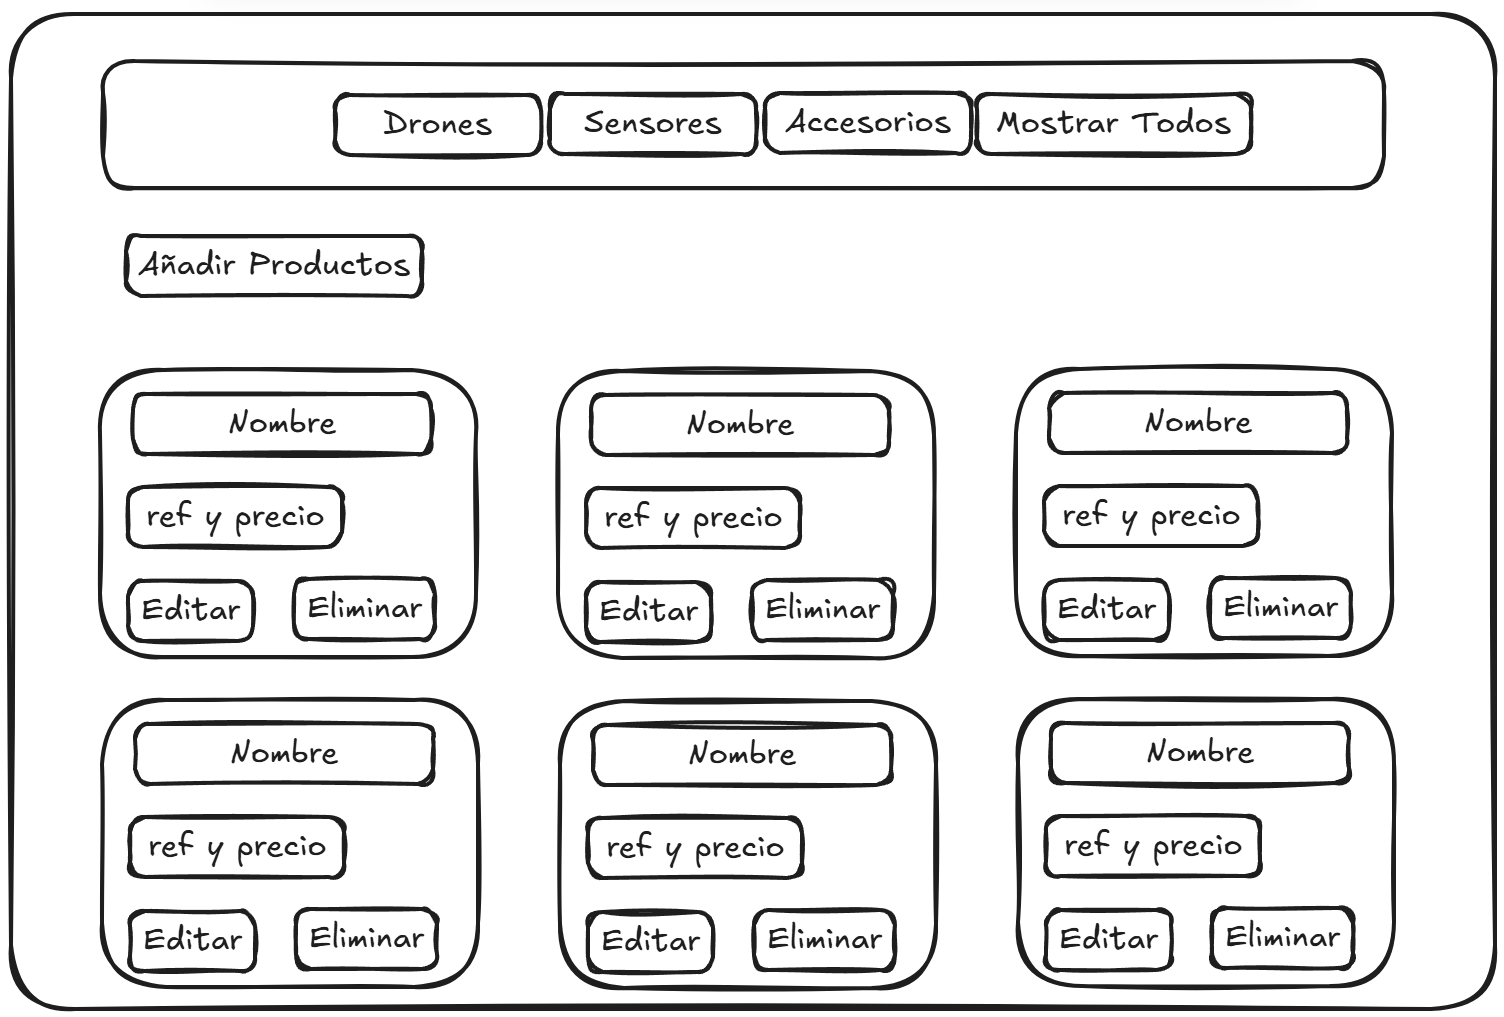 Drones Sensores Accesorios Mostrar Todos
Añadir Productos
Nombre Nombre Nombre
ref y precio ref y precio ref y precio
Editar Eliminar Editar Eliminar Editar Eliminar
Nombre Nombre Nombre
ref y precio ref y precio ref y precio
Editar Eliminar Editar Eliminar Editar Eliminar